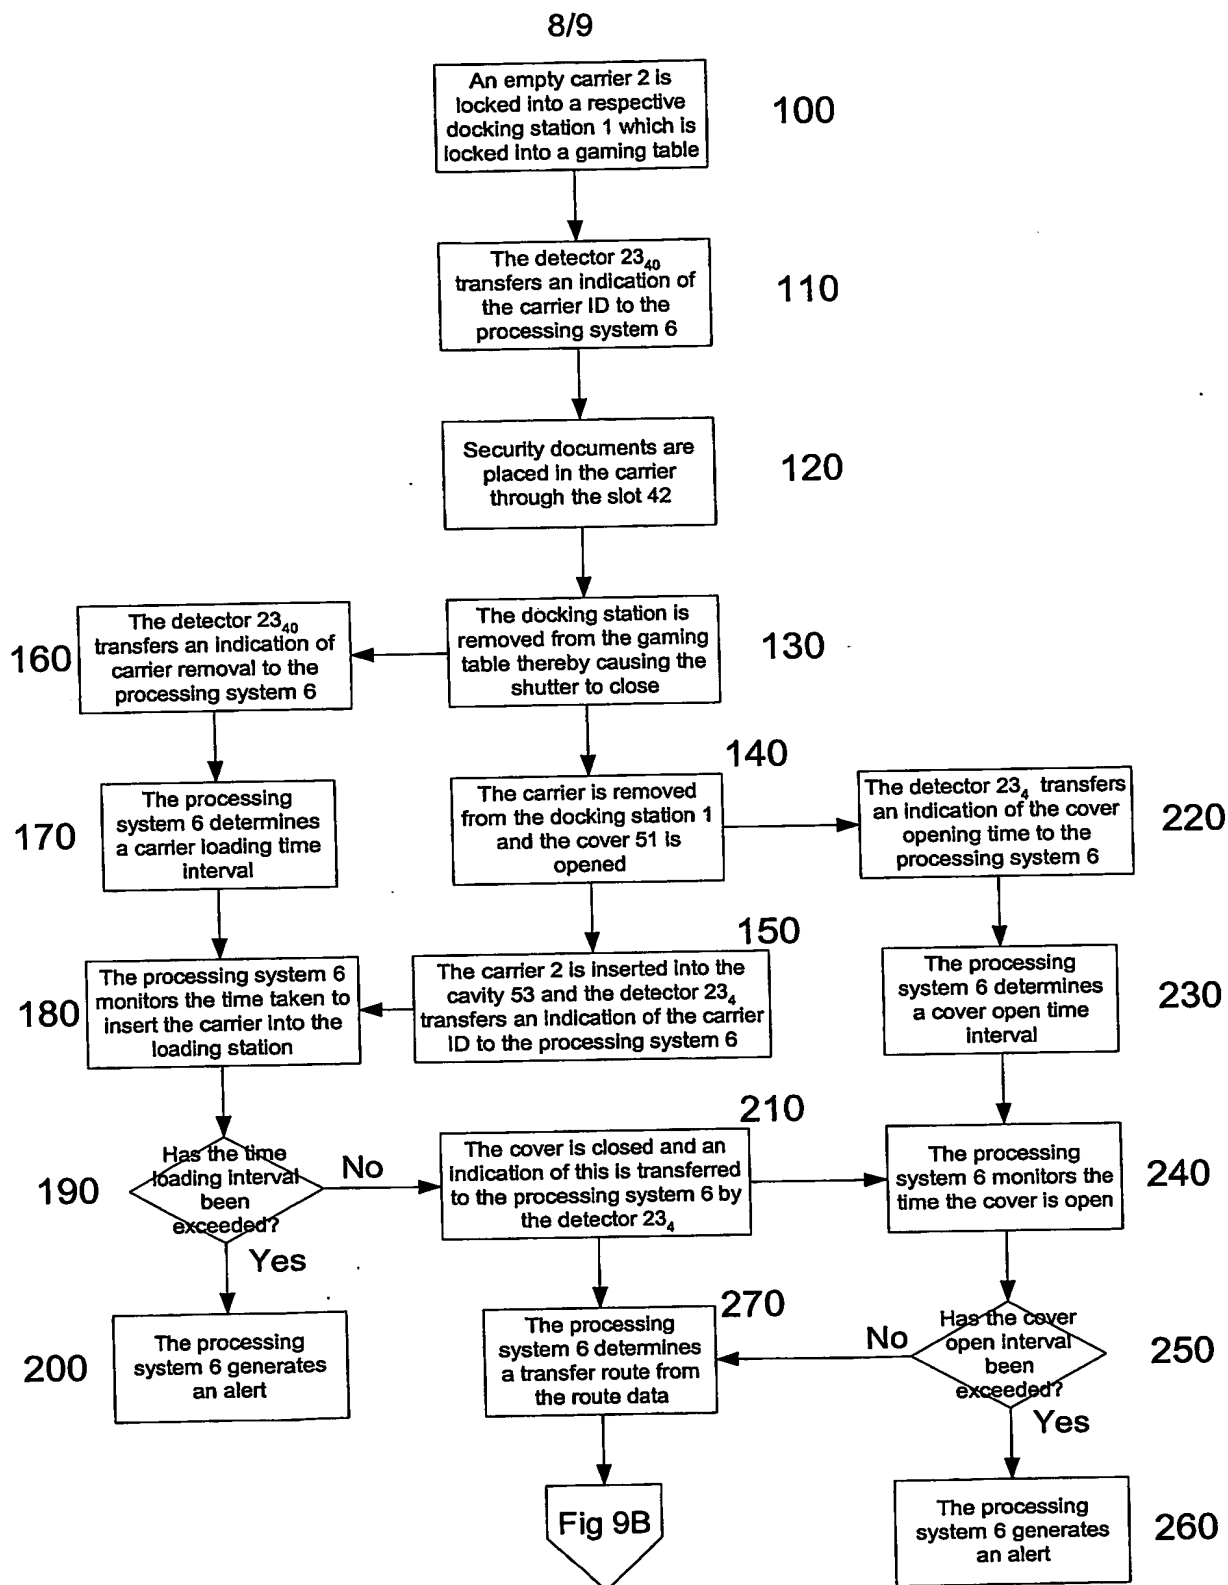 8/9
An empty carrier 2 is
locked into a respective
docking station 1 which is
locked into a gaming table
100
The detector 23₄₀
transfers an indication of
the carrier ID to the
processing system 6
110
Security documents are
placed in the carrier
through the slot 42
120
The docking station is
removed from the gaming
table thereby causing the
shutter to close
130
The detector 23₄₀
transfers an indication of
carrier removal to the
processing system 6
160
140
The carrier is removed
from the docking station 1
and the cover 51 is
opened
The processing
system 6 determines
a carrier loading time
interval
170
The detector 23₄ transfers
an indication of the cover
opening time to the
processing system 6
220
150
The carrier 2 is inserted into the
cavity 53 and the detector 23₄
transfers an indication of the carrier
ID to the processing system 6
The processing system 6
monitors the time taken to
insert the carrier into the
loading station
180
The processing
system 6 determines
a cover open time
interval
230
Has the time
loading interval
been
exceeded?
190
No
Yes
210
The cover is closed and an
indication of this is transferred
to the processing system 6 by
the detector 23₄
The processing
system 6 monitors the
time the cover is open
240
The processing
system 6 generates
an alert
200
270
The processing
system 6 determines
a transfer route from
the route data
Has the cover
open interval
been
exceeded?
250
No
Yes
Fig 9B
The processing
system 6 generates
an alert
260